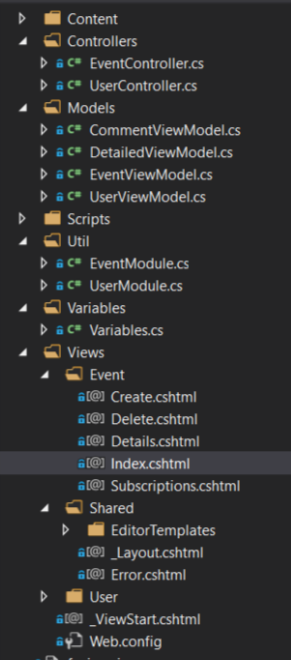 Content
Controllers
C# EventController.cs
C# UserController.cs
Models
C# CommentViewModel.cs
C# DetailedViewModel.cs
C# EventViewModel.cs
C# UserViewModel.cs
Scripts
Util
C# EventModule.cs
C# UserModule.cs
Variables
C# Variables.cs
Views
Event
[@] Create.cshtml
[@] Delete.cshtml
[@] Details.cshtml
[@] Index.cshtml
[@] Subscriptions.cshtml
Shared
EditorTemplates
[@] _Layout.cshtml
[@] Error.cshtml
User
[@] _ViewStart.cshtml
Web.config